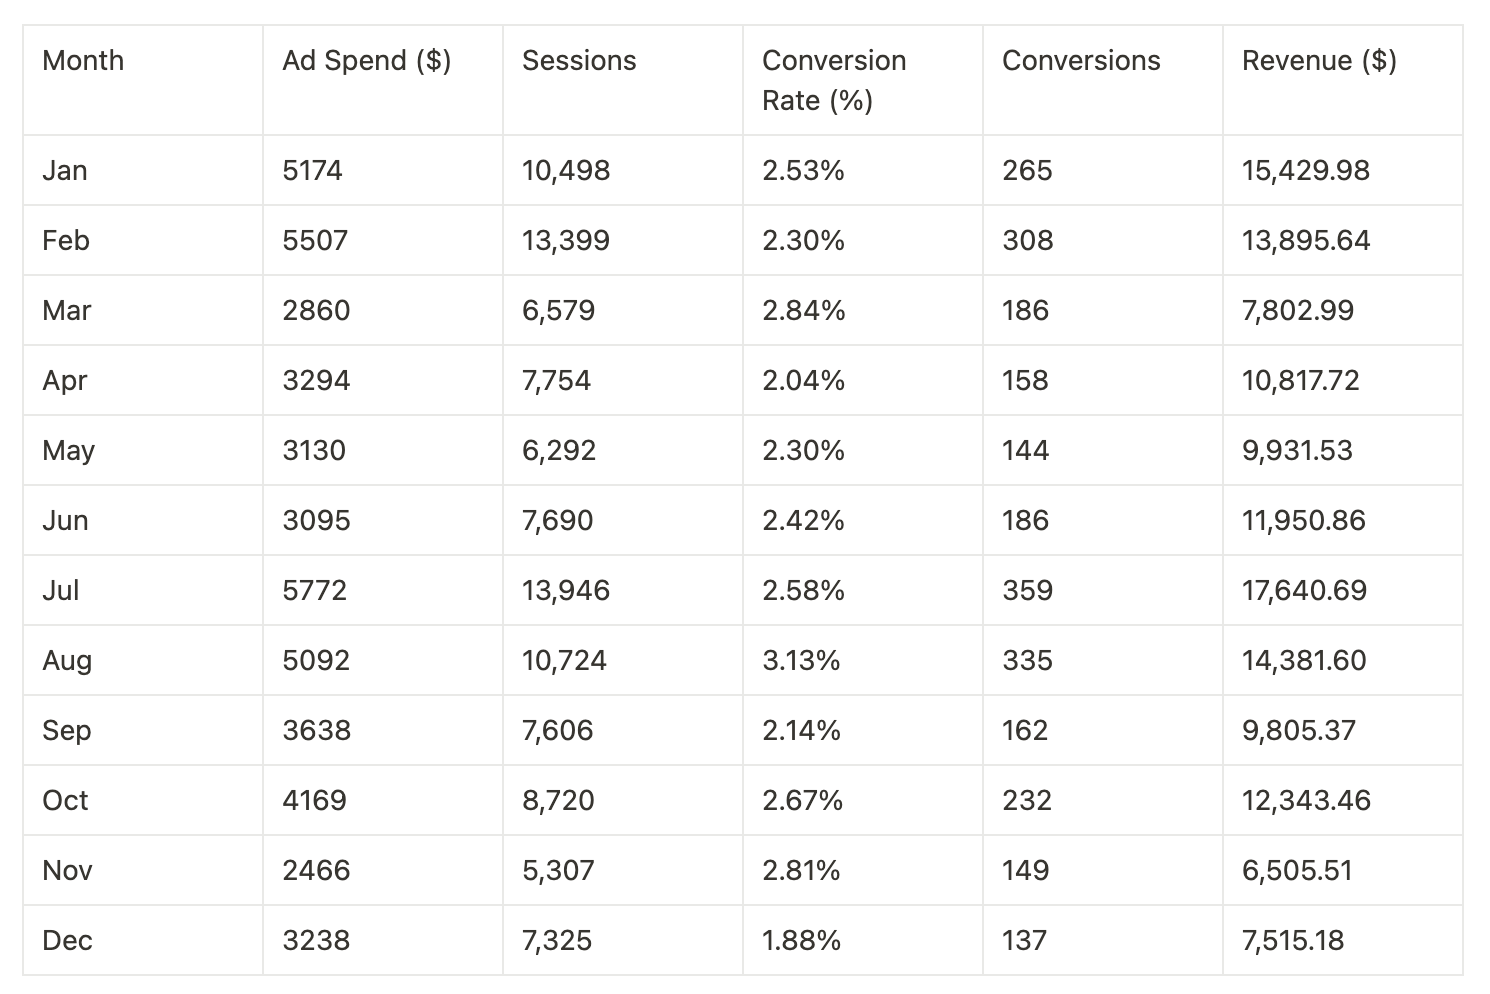 Month Ad Spend ($) Sessions Conversion Rate (%) Conversions Revenue ($)
Jan 5174 10,498 2.53% 265 15,429.98
Feb 5507 13,399 2.30% 308 13,895.64
Mar 2860 6,579 2.84% 186 7,802.99
Apr 3294 7,754 2.04% 158 10,817.72
May 3130 6,292 2.30% 144 9,931.53
Jun 3095 7,690 2.42% 186 11,950.86
Jul 5772 13,946 2.58% 359 17,640.69
Aug 5092 10,724 3.13% 335 14,381.60
Sep 3638 7,606 2.14% 162 9,805.37
Oct 4169 8,720 2.67% 232 12,343.46
Nov 2466 5,307 2.81% 149 6,505.51
Dec 3238 7,325 1.88% 137 7,515.18